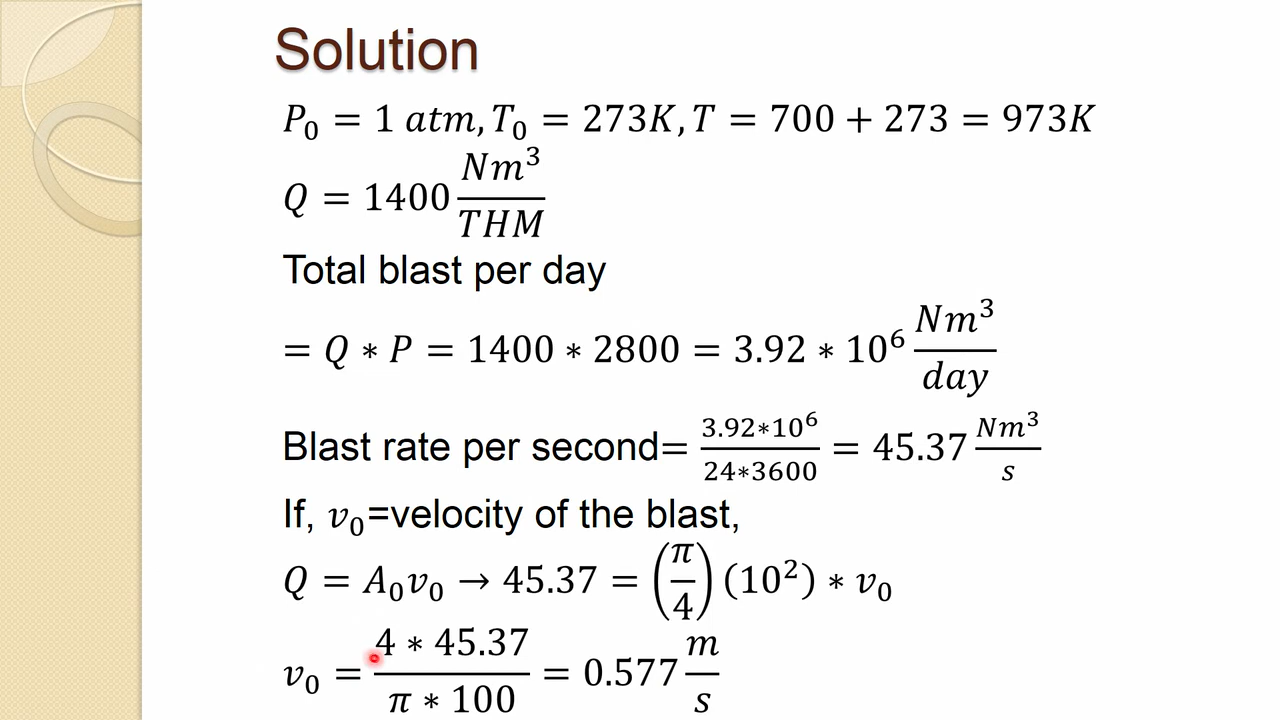 Solution
P₀ = 1 atm, T₀ = 273K, T = 700 + 273 = 973K
Q = 1400 Nm³/THM
Total blast per day
= Q ∗ P = 1400 ∗ 2800 = 3.92 ∗ 10⁶ Nm³/day
Blast rate per second= 3.92∗10⁶/24∗3600 = 45.37 Nm³/s
If, v₀=velocity of the blast,
Q = A₀v₀ → 45.37 = (π/4) (10²) ∗ v₀
v₀ = 4 ∗ 45.37/π ∗ 100 = 0.577 m/s